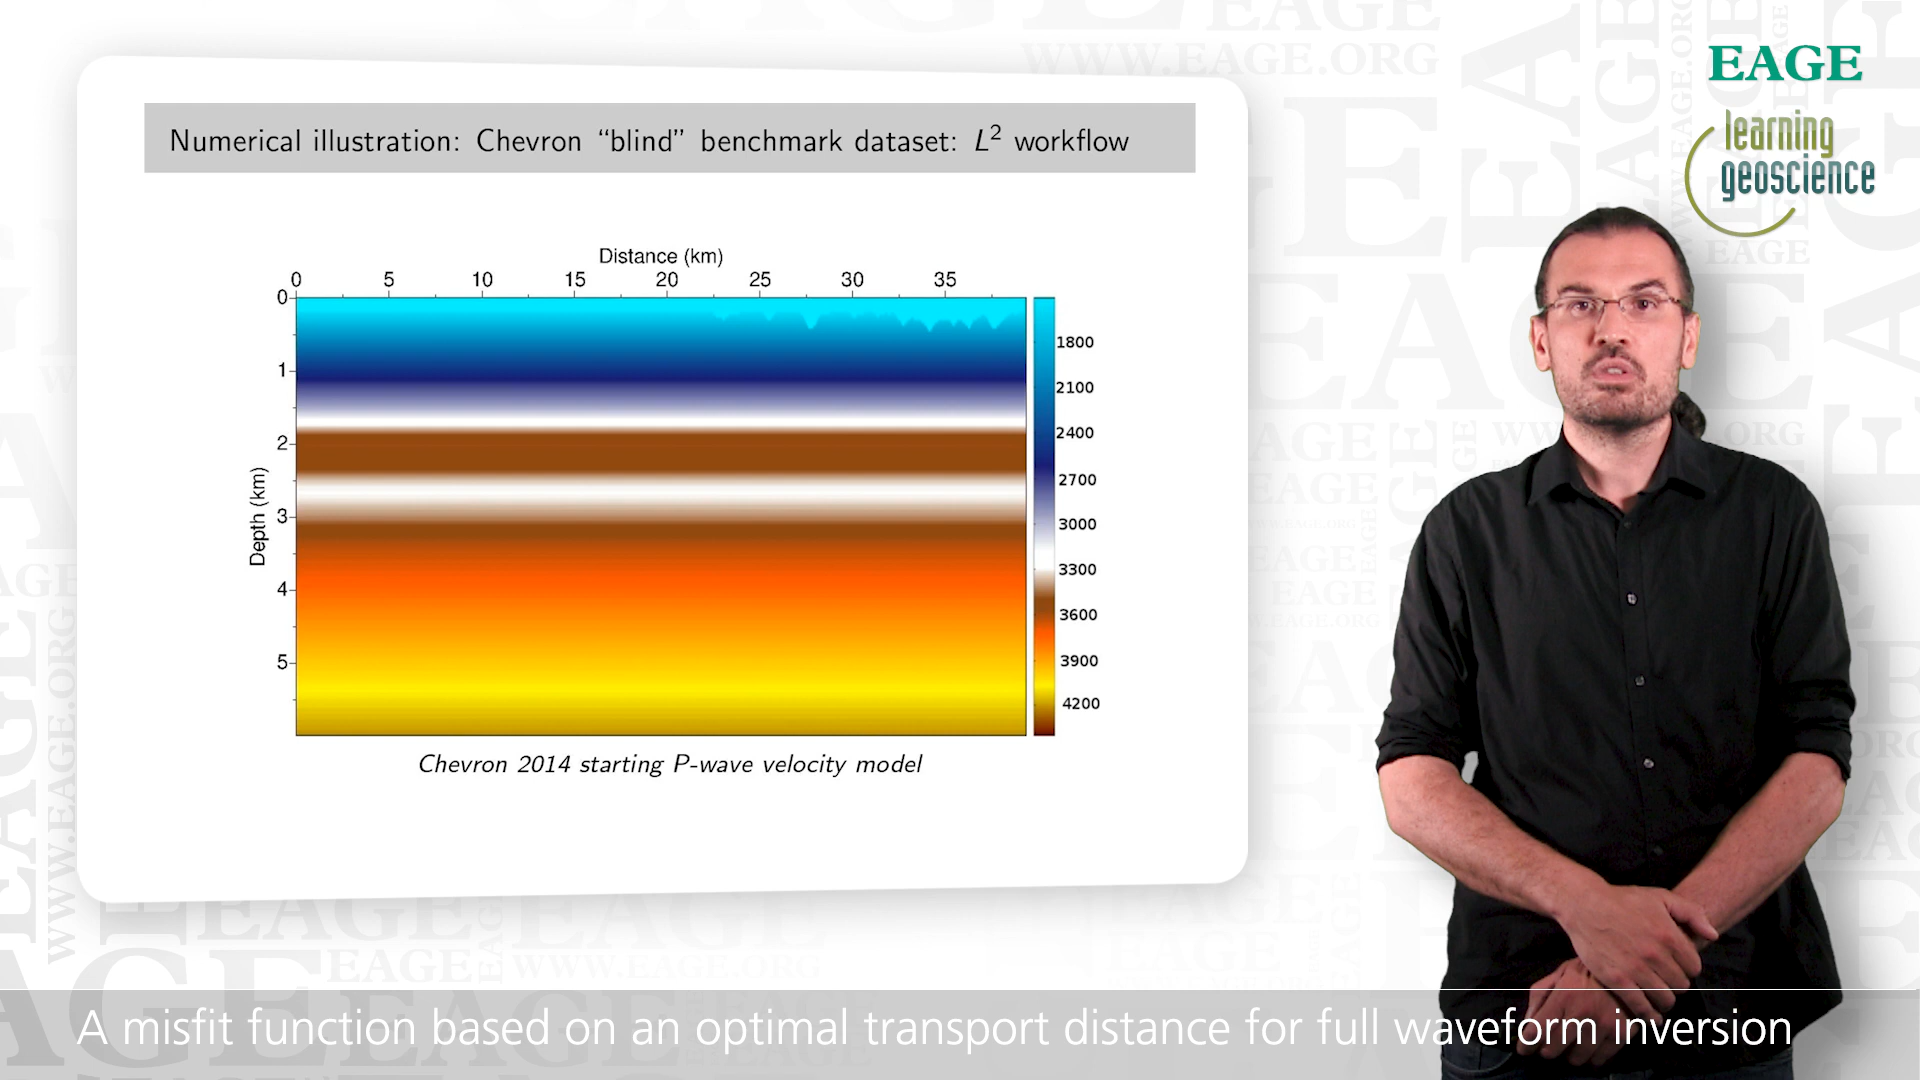 EAGE
learning
geoscience
Numerical illustration: Chevron “blind” benchmark dataset: L² workflow
Distance (km)
0 5 10 15 20 25 30 35
0
1
2
3
4
5
Depth (km)
1800
2100
2400
2700
3000
3300
3600
3900
4200
Chevron 2014 starting P-wave velocity model
A misfit function based on an optimal transport distance for full waveform inversion